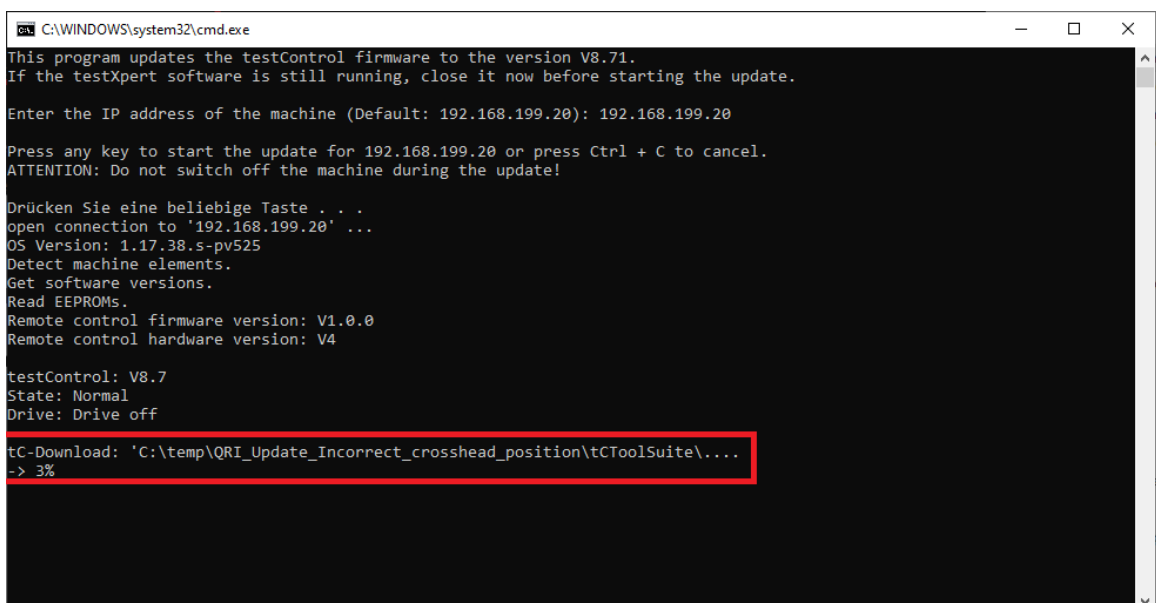 C:\WINDOWS\system32\cmd.exe
This program updates the testControl firmware to the version V8.71.
If the testXpert software is still running, close it now before starting the update.
Enter the IP address of the machine (Default: 192.168.199.20): 192.168.199.20
Press any key to start the update for 192.168.199.20 or press Ctrl + C to cancel.
ATTENTION: Do not switch off the machine during the update!
Drücken Sie eine beliebige Taste . . .
open connection to '192.168.199.20' ...
OS Version: 1.17.38.s-pv525
Detect machine elements.
Get software versions.
Read EEPROMs.
Remote control firmware version: V1.0.0
Remote control hardware version: V4
testControl: V8.7
State: Normal
Drive: Drive off
tC-Download: 'C:\temp\QRI_Update_Incorrect_crosshead_position\tCToolSuite\....
-> 3%